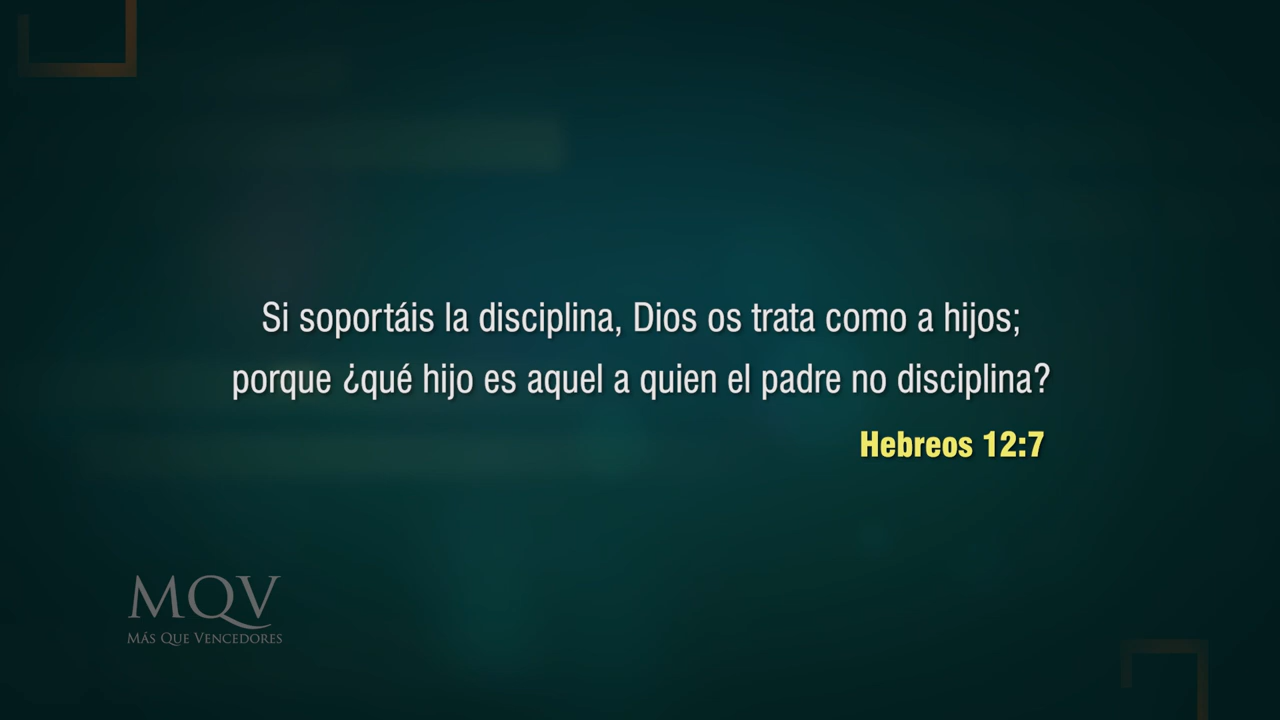 Si soportáis la disciplina, Dios os trata como a hijos;
porque ¿qué hijo es aquel a quien el padre no disciplina?
Hebreos 12:7
MQV
MÁS QUE VENCEDORES